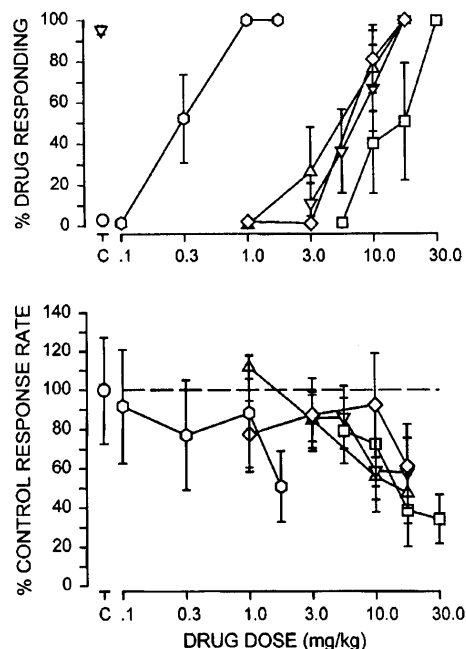 % DRUG RESPONDING
100
80
60
40
20
0
C .1 0.3 1.0 3.0 10.0 30.0
% CONTROL RESPONSE RATE
140
120
100
80
60
40
20
0
C .1 0.3 1.0 3.0 10.0 30.0
DRUG DOSE (mg/kg)